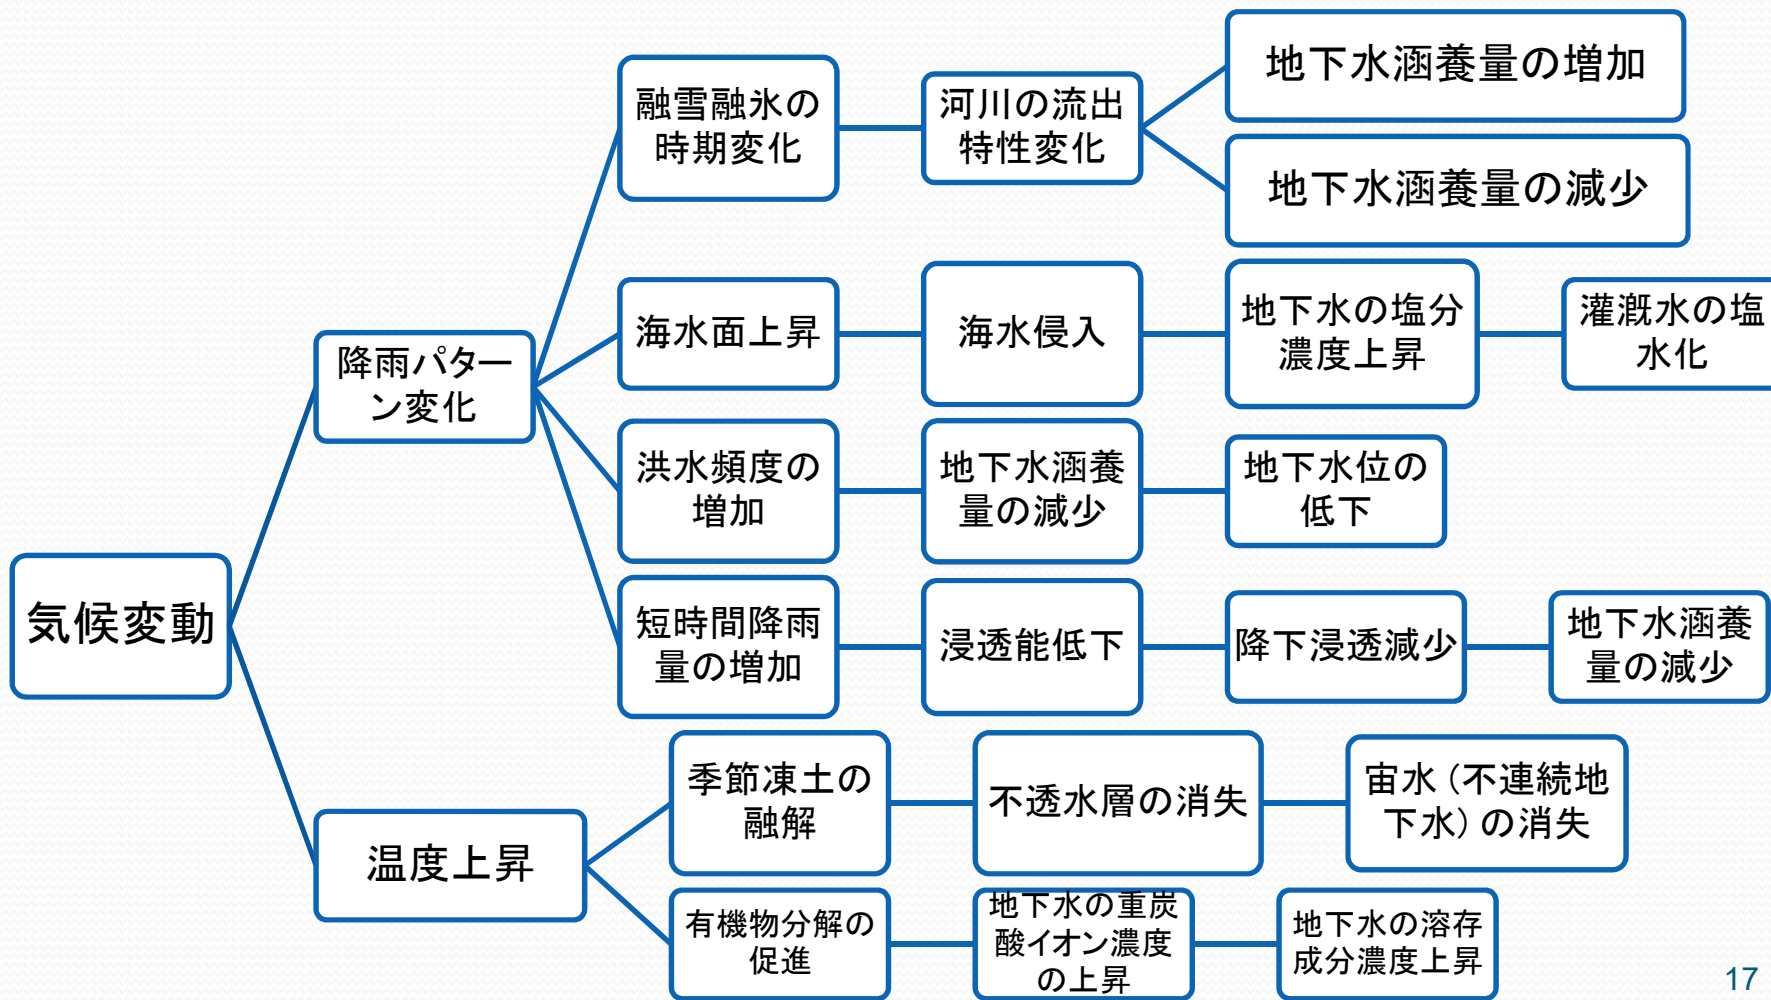 気候変動
降雨パター
ン変化
融雪融氷の
時期変化
河川の流出
特性変化
地下水涵養量の増加
地下水涵養量の減少
海水面上昇
海水侵入
地下水の塩分
濃度上昇
灌漑水の塩
水化
洪水頻度の
増加
地下水涵養
量の減少
地下水位の
低下
短時間降雨
量の増加
浸透能低下
降下浸透減少
地下水涵養
量の減少
温度上昇
季節凍土の
融解
不透水層の消失
宙水（不連続地
下水）の消失
有機物分解の
促進
地下水の重炭
酸イオン濃度
の上昇
地下水の溶存
成分濃度上昇
17